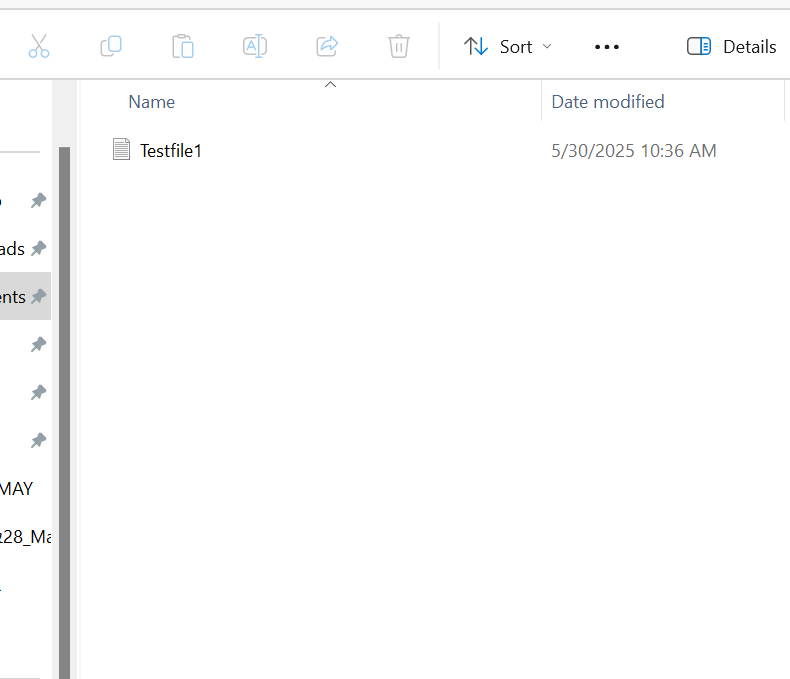 Sort
Details
Name
Date modified
Testfile1
5/30/2025 10:36 AM
ads
ents
MAY
28_Ma